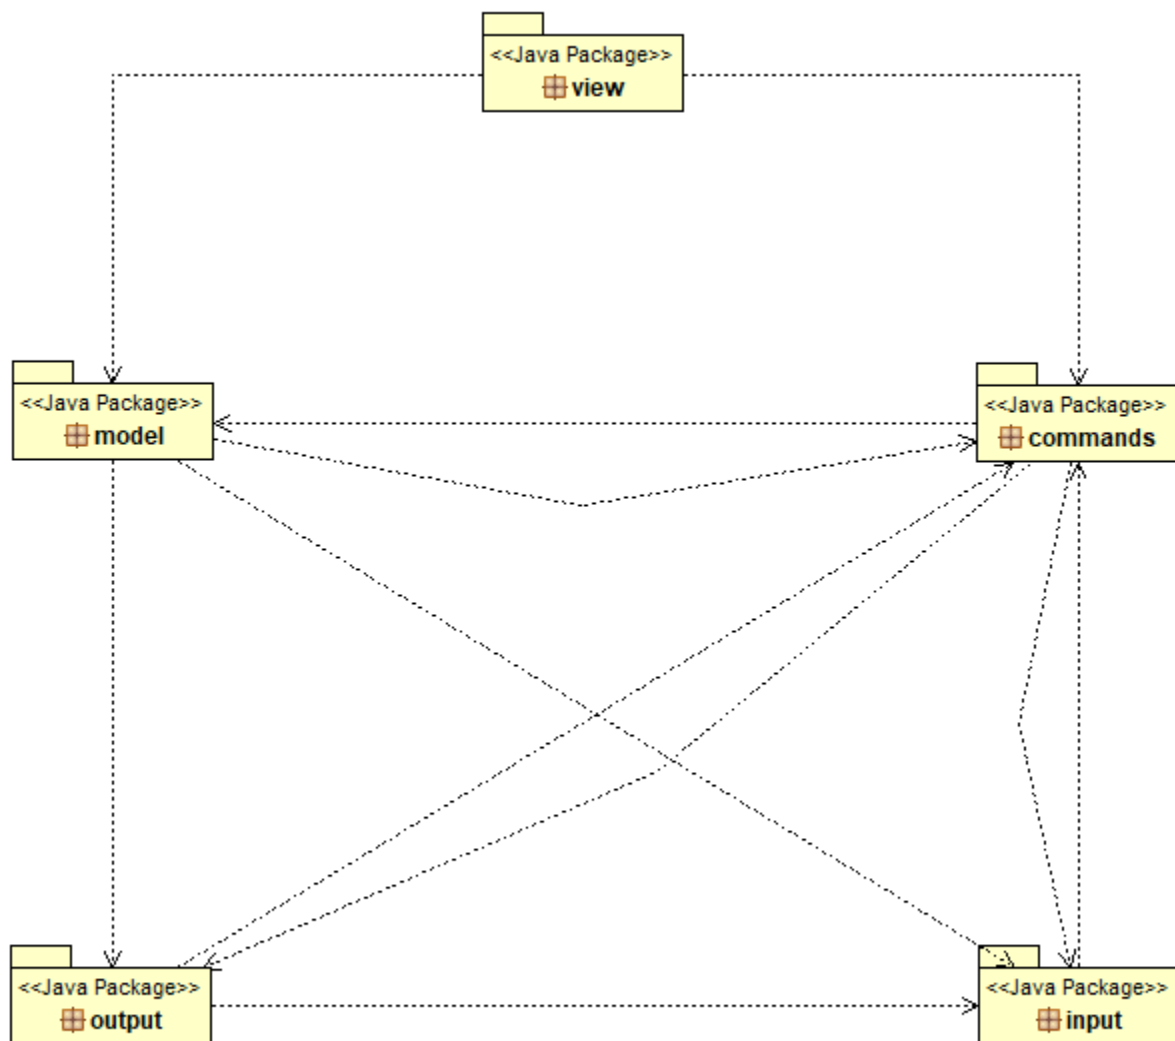 <<Java Package>>
view
<<Java Package>>
model
<<Java Package>>
commands
<<Java Package>>
output
<<Java Package>>
input